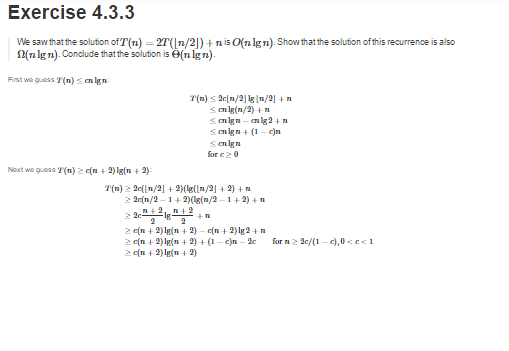 Exercise 4.3.3
We saw that the solution of T(n) = 2T(⌊n/2⌋) + n is O(n lg n). Show that the solution of this recurrence is also
Ω(n lg n). Conclude that the solution is Θ(n lg n).
First we guess T(n) ≤ cn lg n:
T(n) ≤ 2c⌊n/2⌋ lg⌊n/2⌋ + n
≤ cn lg(n/2) + n
≤ cn lg n − cn lg 2 + n
≤ cn lg n + (1 − c)n
≤ cn lg n
for c ≥ 0
Next we guess T(n) ≥ c(n + 2) lg(n + 2):
T(n) ≥ 2c(⌊n/2⌋ + 2)(lg(⌊n/2⌋ + 2) + n
≥ 2c(n/2 − 1 + 2)(lg(n/2 − 1 + 2) + n
≥ 2c (n + 2)/2 lg (n + 2)/2 + n
≥ c(n + 2) lg(n + 2) − c(n + 2) lg 2 + n
≥ c(n + 2) lg(n + 2) + (1 − c)n − 2c for n ≥ 2c/(1 − c), 0 < c < 1
≥ c(n + 2) lg(n + 2)